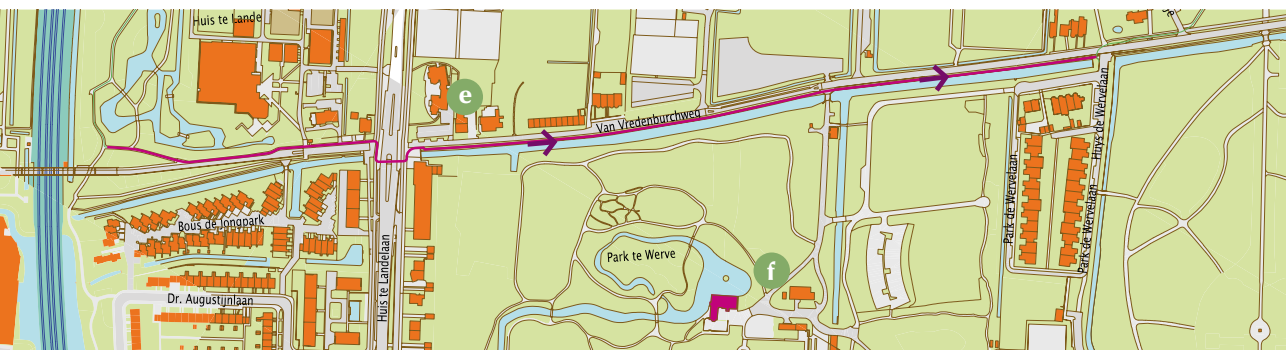 Huis te Lande
e
Van Vredenburchweg
Huys de Wervelaan
Park de Wervelaan
Park de Wervelaan
Bous de Jongpark
Park te Werve
f
Huis te Landelaan
Dr. Augustijnlaan